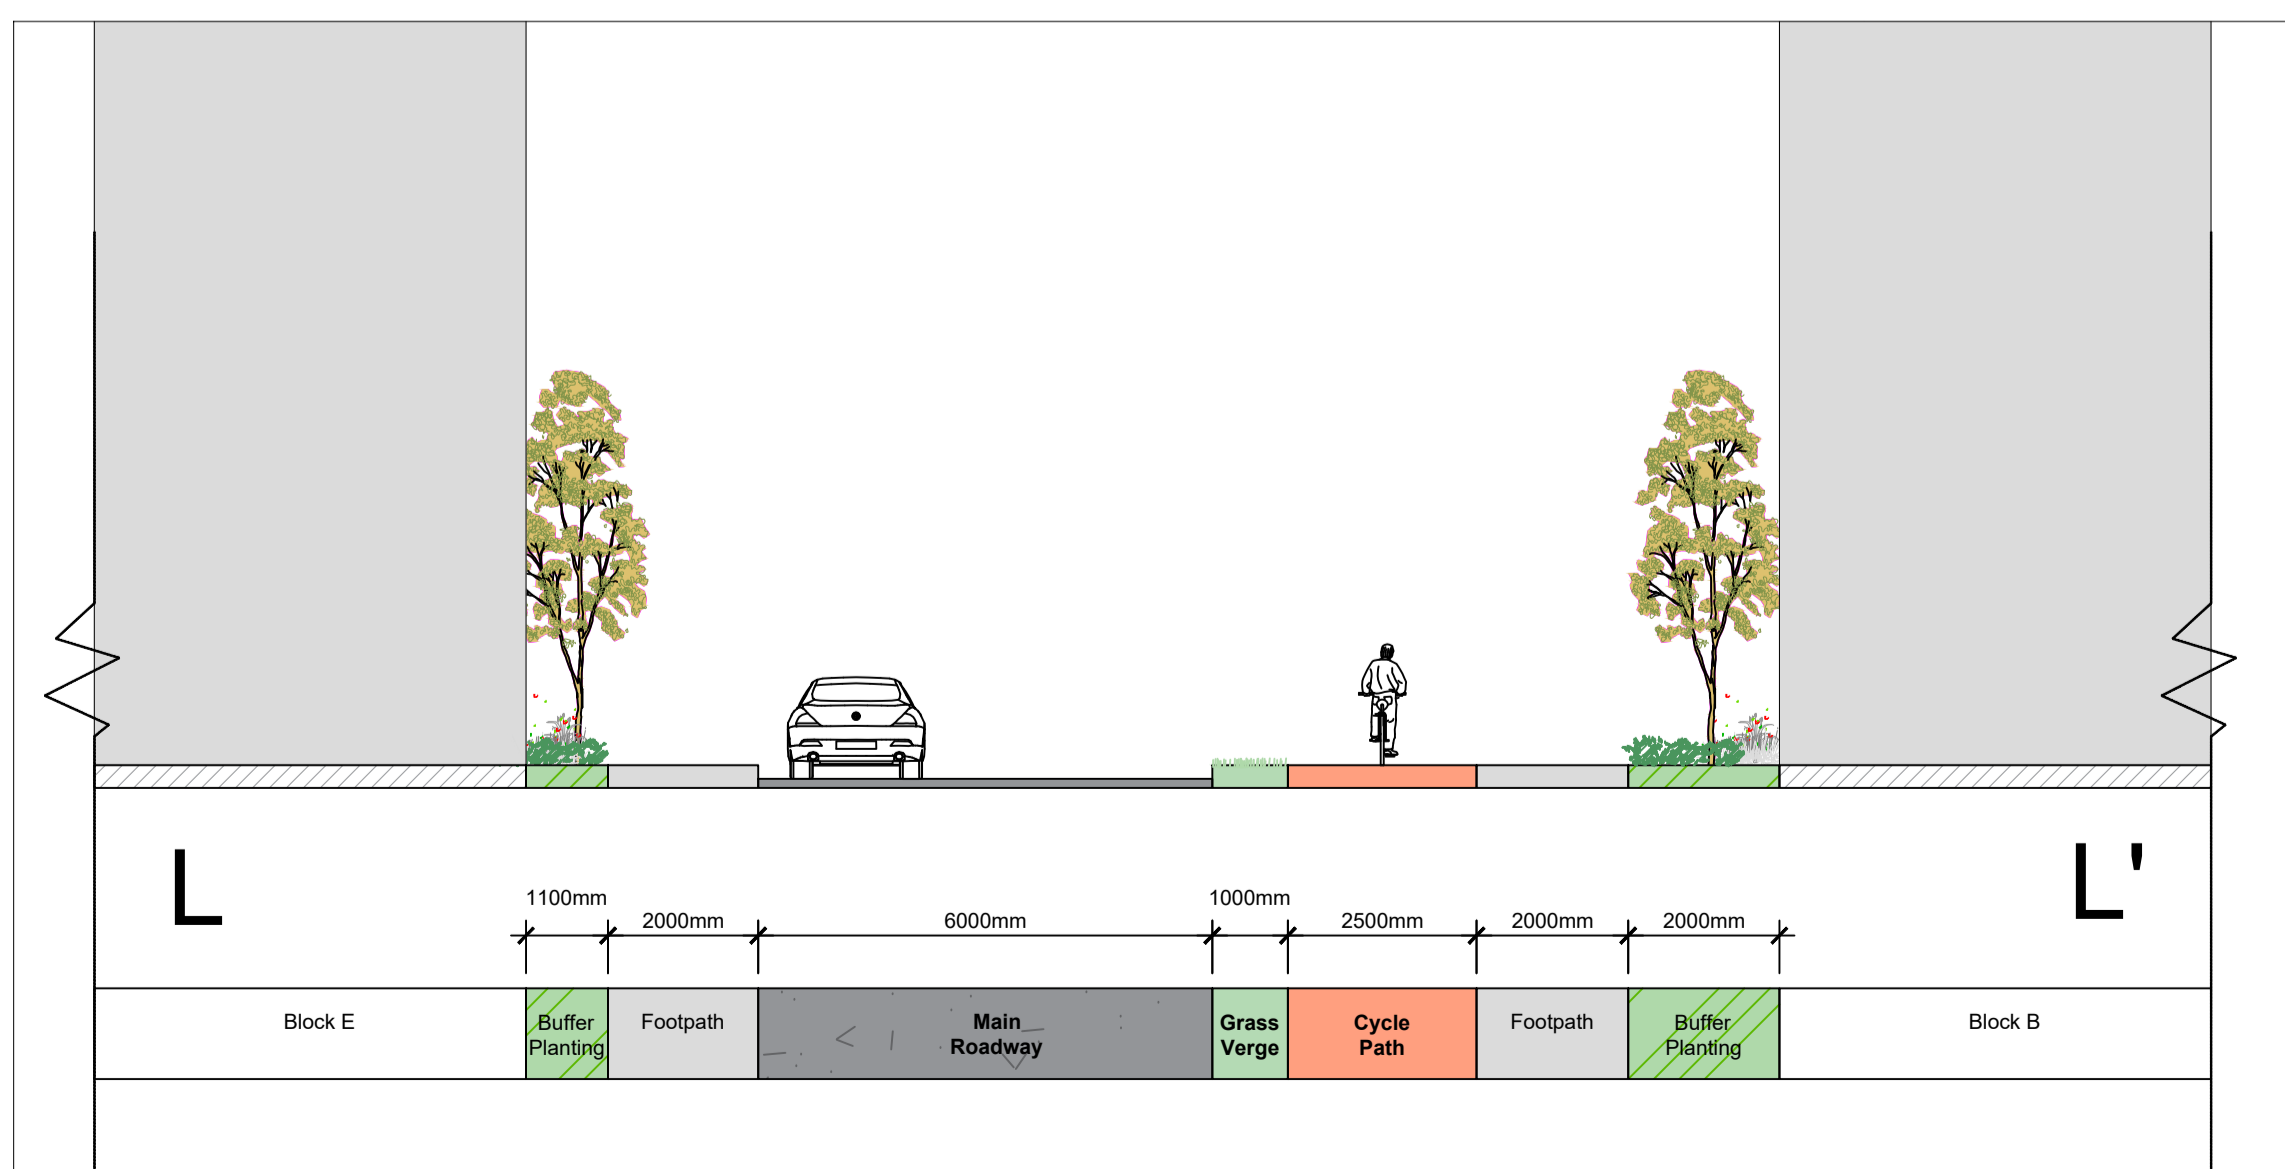 L
L'
1100mm
2000mm
6000mm
1000mm
2500mm
2000mm
2000mm
Block E
Buffer
Planting
Footpath
Main
Roadway
Grass
Verge
Cycle
Path
Footpath
Buffer
Planting
Block B